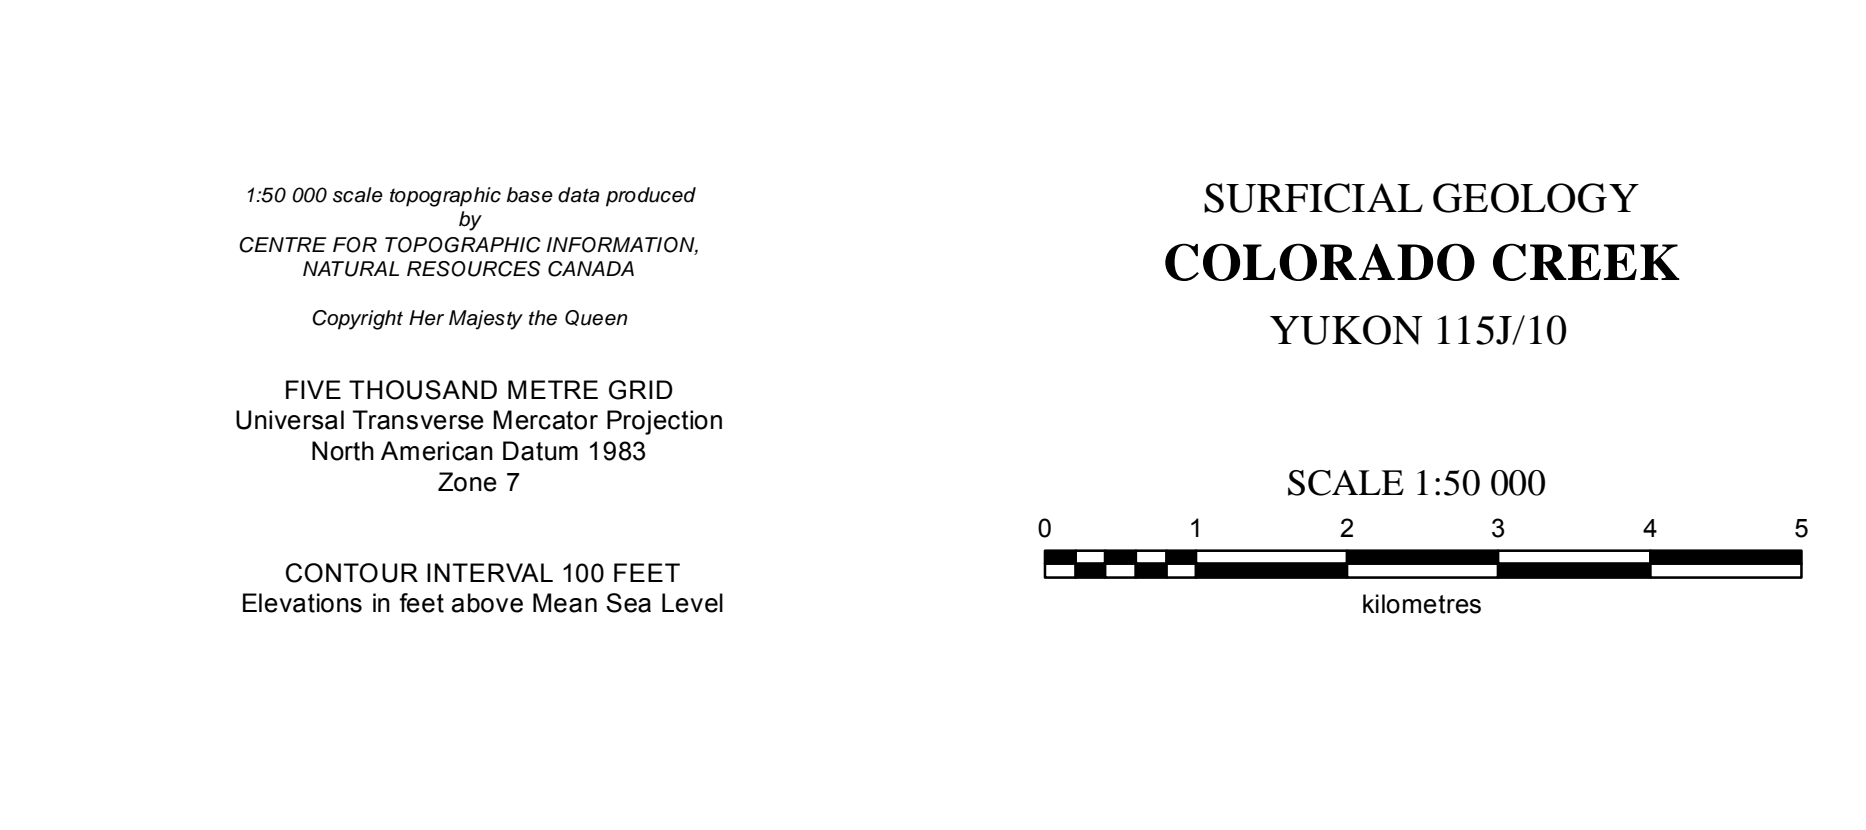 1:50 000 scale topographic base data produced
by
CENTRE FOR TOPOGRAPHIC INFORMATION,
NATURAL RESOURCES CANADA
Copyright Her Majesty the Queen
FIVE THOUSAND METRE GRID
Universal Transverse Mercator Projection
North American Datum 1983
Zone 7
CONTOUR INTERVAL 100 FEET
Elevations in feet above Mean Sea Level
SURFICIAL GEOLOGY
COLORADO CREEK
YUKON 115J/10
SCALE 1:50 000
0 1 2 3 4 5
kilometres